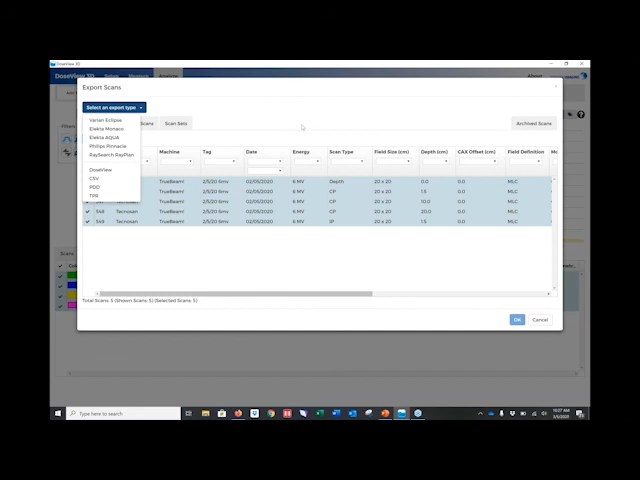 DoseView 3D
DoseView 3D Setup Analyze About
Export Scans
Select an export type
Varian Eclipse
Elekta Monaco
Elekta AQUA
Philips Pinnacle
RaySearch RayPlan
DoseView
CSV
PDD
TPR
Scans Scan Sets Archived Scans
Machine Tag Date Energy Scan Type Field Size (cm) Depth (cm) CAX Offset (cm) Field Definition
TrueBeam1 2/5/20 6mv 02/05/2020 6 MV Depth 20 x 20 0.0 0.0 MLC
TrueBeam1 2/5/20 6mv 02/05/2020 6 MV CP 20 x 20 1.5 0.0 MLC
TrueBeam1 2/5/20 6mv 02/05/2020 6 MV CP 20 x 20 10.0 0.0 MLC
548 Tecnoscan TrueBeam1 2/5/20 6mv 02/05/2020 6 MV CP 20 x 20 20.0 0.0 MLC
549 Tecnoscan TrueBeam1 2/5/20 6mv 02/05/2020 6 MV IP 20 x 20 1.5 0.0 MLC
Total Scans: 5 (Shown Scans: 5) (Selected Scans: 5)
OK Cancel
Filters
Scans
Type here to search
10:27 AM
3/5/2020